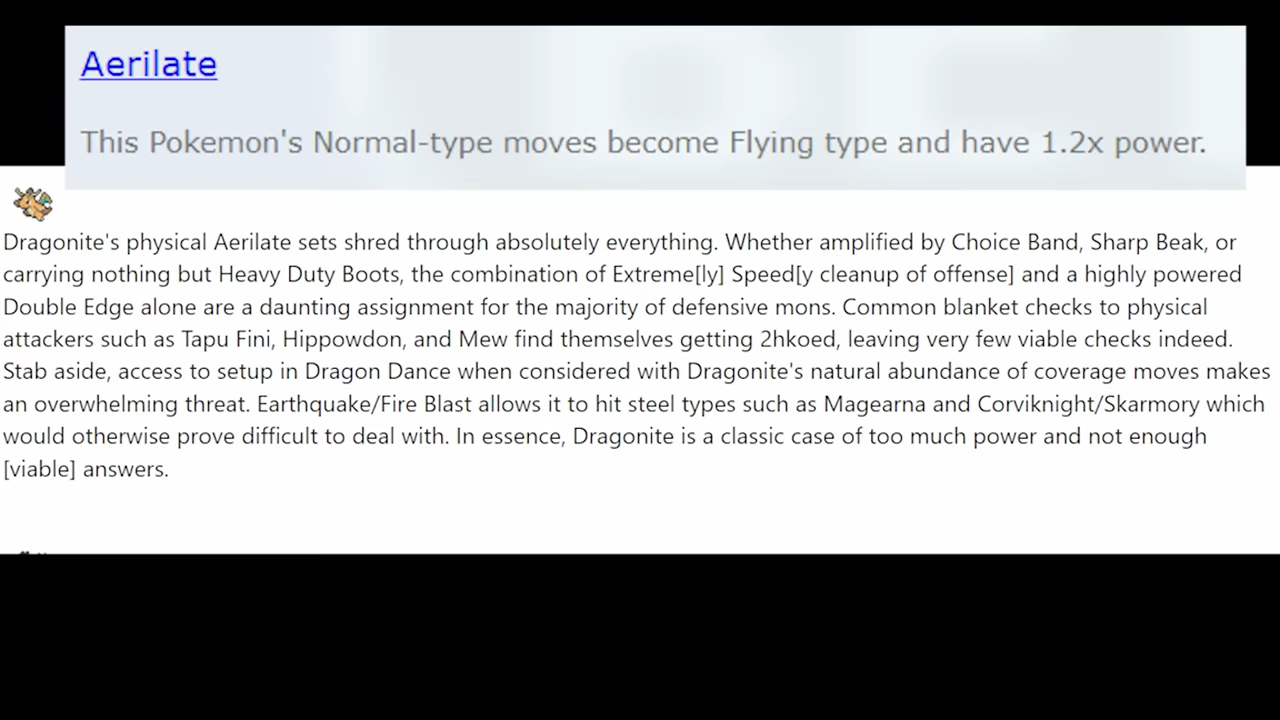 Aerilate
This Pokemon's Normal-type moves become Flying type and have 1.2x power.
Dragonite's physical Aerilate sets shred through absolutely everything. Whether amplified by Choice Band, Sharp Beak, or
carrying nothing but Heavy Duty Boots, the combination of Extreme[ly] Speed[y cleanup of offense] and a highly powered
Double Edge alone are a daunting assignment for the majority of defensive mons. Common blanket checks to physical
attackers such as Tapu Fini, Hippowdon, and Mew find themselves getting 2hkoed, leaving very few viable checks indeed.
Stab aside, access to setup in Dragon Dance when considered with Dragonite's natural abundance of coverage moves makes
an overwhelming threat. Earthquake/Fire Blast allows it to hit steel types such as Magearna and Corviknight/Skarmory which
would otherwise prove difficult to deal with. In essence, Dragonite is a classic case of too much power and not enough
[viable] answers.